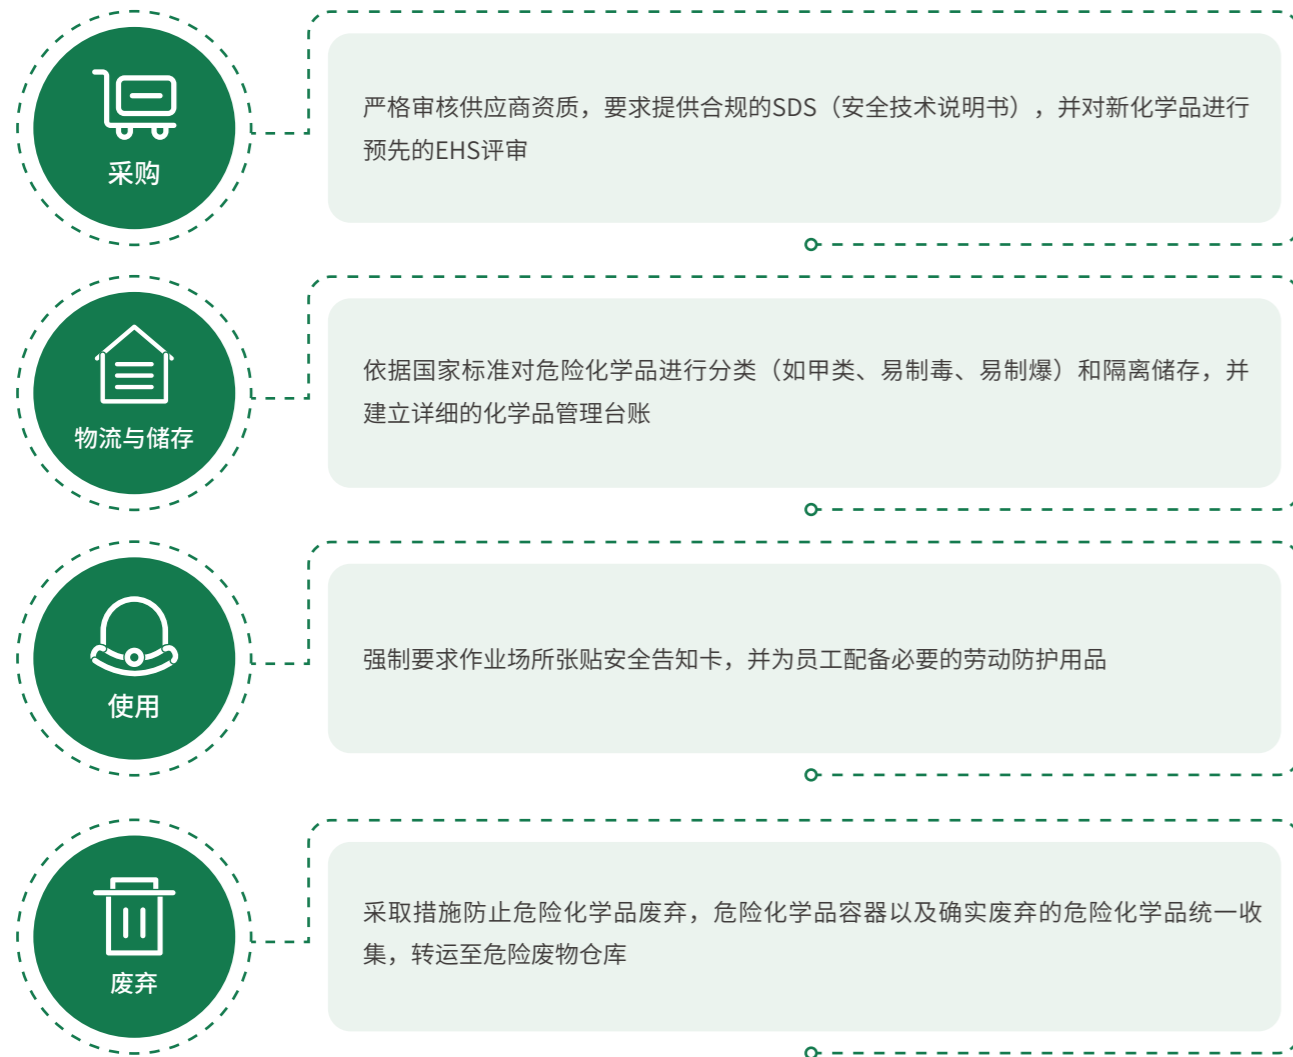 采购
严格审核供应商资质，要求提供合规的SDS（安全技术说明书），并对新化学品进行
预先的EHS评审
物流与储存
依据国家标准对危险化学品进行分类（如甲类、易制毒、易制爆）和隔离储存，并
建立详细的化学品管理台账
使用
强制要求作业场所张贴安全告知卡，并为员工配备必要的劳动防护用品
废弃
采取措施防止危险化学品废弃，危险化学品容器以及确实废弃的危险化学品统一收
集，转运至危险废物仓库